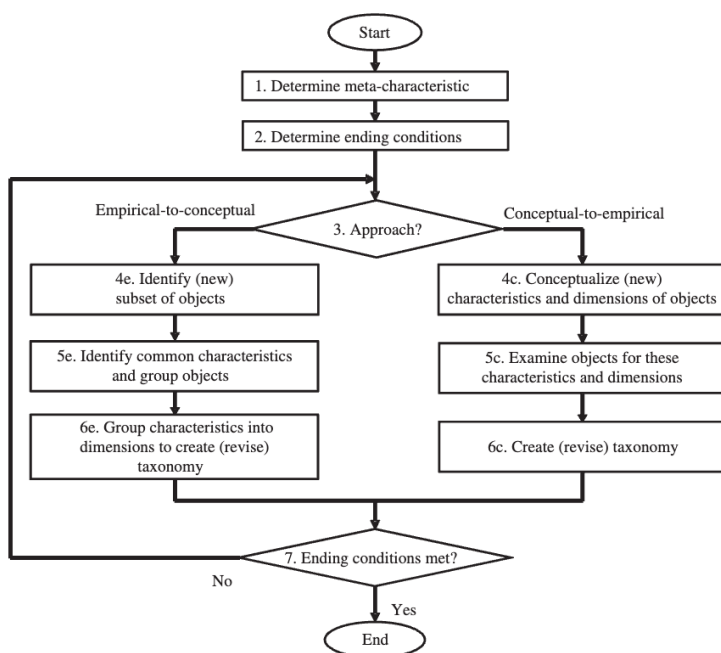 Start
1. Determine meta-characteristic
2. Determine ending conditions
Empirical-to-conceptual
Conceptual-to-empirical
3. Approach?
4e. Identify (new)
subset of objects
5e. Identify common characteristics
and group objects
6e. Group characteristics into
dimensions to create (revise)
taxonomy
4c. Conceptualize (new)
characteristics and dimensions of objects
5c. Examine objects for these
characteristics and dimensions
6c. Create (revise) taxonomy
7. Ending conditions met?
No
Yes
End